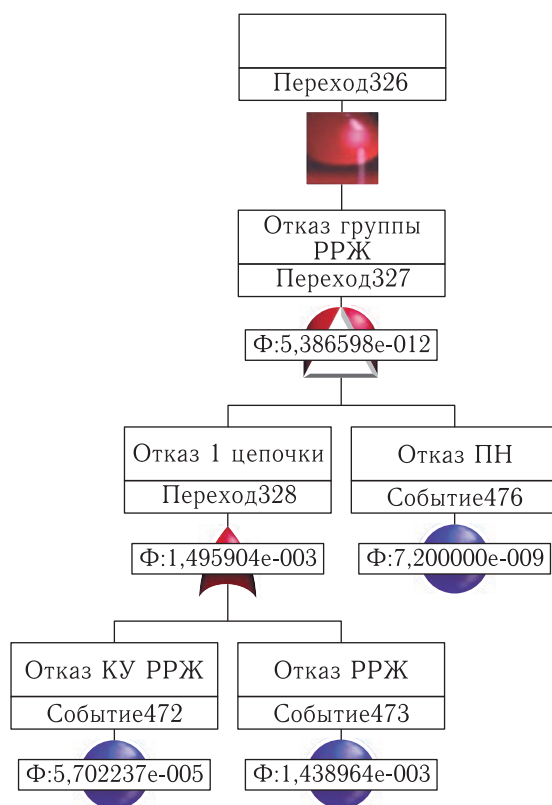 Переход326
Отказ группы
РРЖ
Переход327
Ф:5,386598e-012
Отказ 1 цепочки
Отказ ПН
Переход328
Событие476
Ф:1,495904e-003
Ф:7,200000e-009
Отказ КУ РРЖ
Отказ РРЖ
Событие472
Событие473
Ф:5,702237e-005
Ф:1,438964e-003